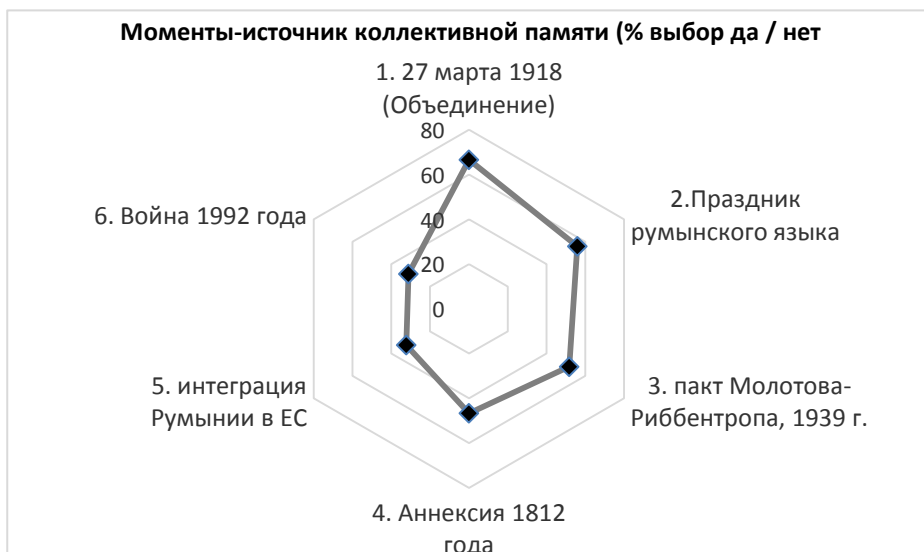 Моменты-источник коллективной памяти (% выбор да / нет
1. 27 марта 1918
(Объединение)
80
60
40
20
0
2.Праздник
румынского языка
3. пакт Молотова-
Риббентропа, 1939 г.
4. Аннексия 1812
года
5. интеграция
Румынии в ЕС
6. Война 1992 года